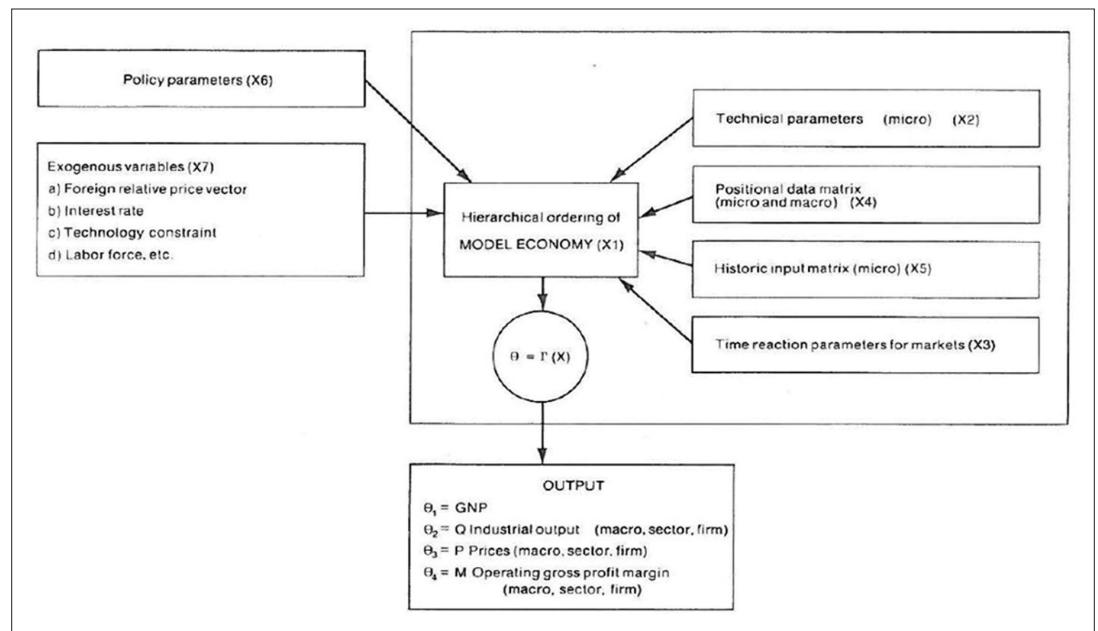 Policy parameters (X6)
Exogenous variables (X7)
a) Foreign relative price vector
b) Interest rate
c) Technology constraint
d) Labor force, etc.
Technical parameters (micro) (X2)
Positional data matrix
(micro and macro) (X4)
Historic input matrix (micro) (X5)
Time reaction parameters for markets (X3)
Hierarchical ordering of
MODEL ECONOMY (X1)
Θ = Γ (X)
OUTPUT
Θ₁ = GNP
Θ₂ = Q Industrial output (macro, sector, firm)
Θ₃ = P Prices (macro, sector, firm)
Θ₄ = M Operating gross profit margin
(macro, sector, firm)